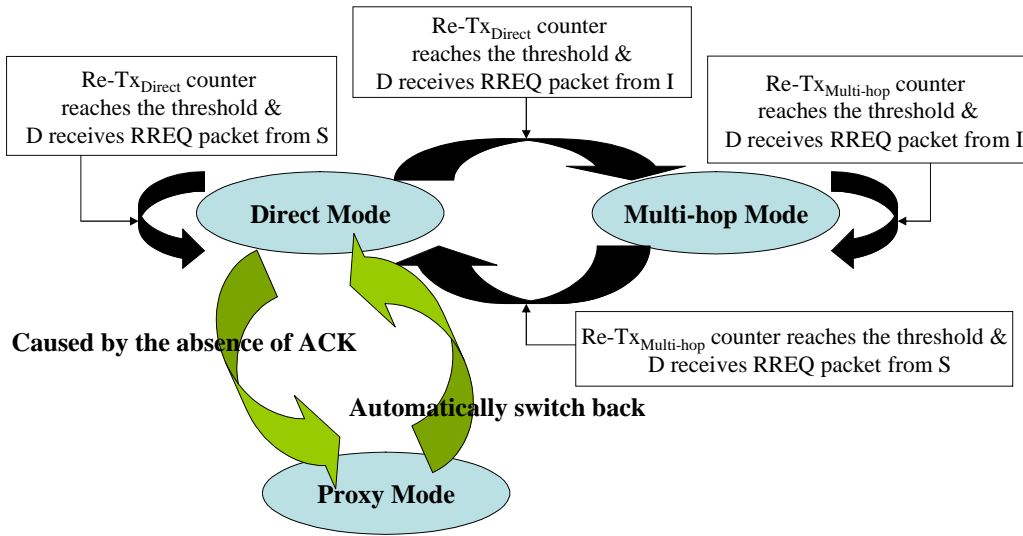 Re-TxDirect counter
reaches the threshold &
D receives RREQ packet from I
Re-TxDirect counter
reaches the threshold &
D receives RREQ packet from S
Re-TxMulti-hop counter
reaches the threshold &
D receives RREQ packet from I
Direct Mode
Multi-hop Mode
Re-TxMulti-hop counter reaches the threshold &
D receives RREQ packet from S
Caused by the absence of ACK
Automatically switch back
Proxy Mode